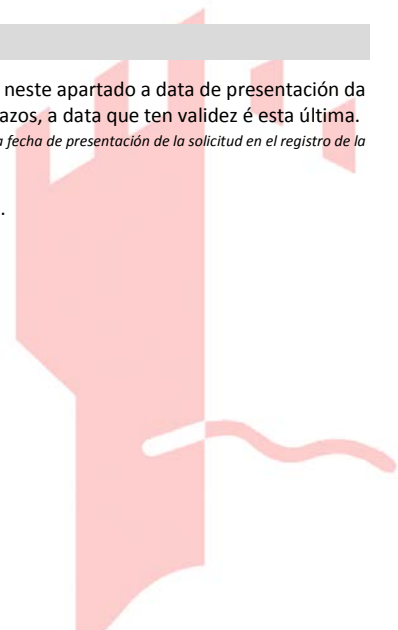 neste apartado a data de presentación da
azos, a data que ten validez é esta última.
fecha de presentación de la solicitud en el registro de la
.